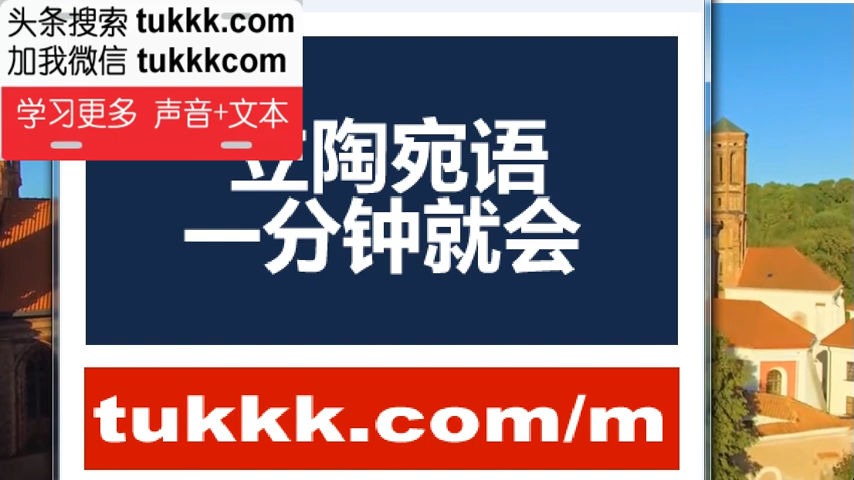 头条搜索 tukkk.com
加我微信 tukkkcom
学习更多 声音+文本
立陶宛语
一分钟就会
tukkk.com/m